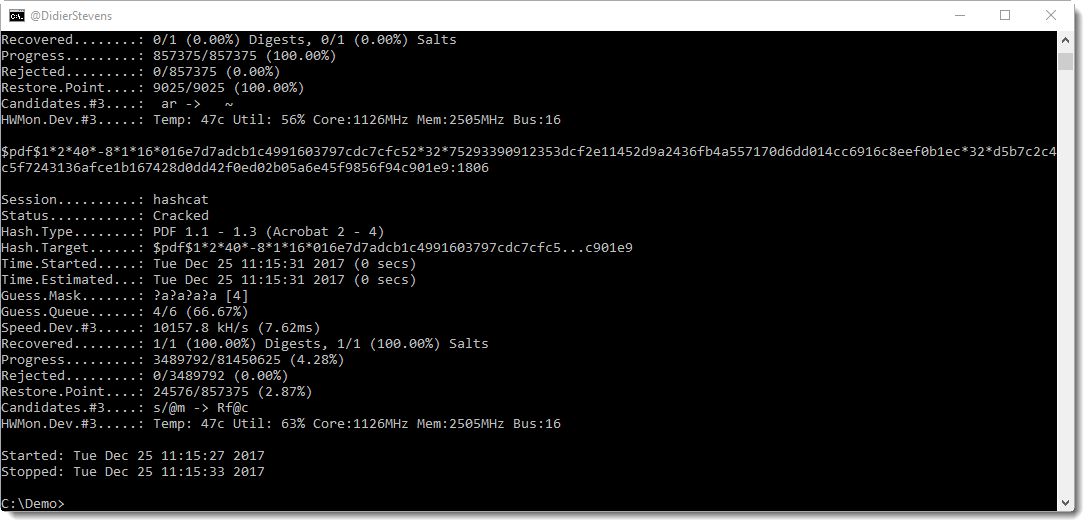 @DidierStevens
Recovered........: 0/1 (0.00%) Digests, 0/1 (0.00%) Salts
Progress.........: 857375/857375 (100.00%)
Rejected.........: 0/857375 (0.00%)
Restore.Point....: 9025/9025 (100.00%)
Candidates.#3....:  ar ->   ~
HWMon.Dev.#3.....: Temp: 47c Util: 56% Core:1126MHz Mem:2505MHz Bus:16
$pdf$1*2*40*-8*1*16*016e7d7adcb1c4991603797cdc7cfc52*32*75293390912353dcf2e11452d9a2436fb4a557170d6dd014cc6916c8eef0b1ec*32*d5b7c2c4
c5f7243136afce1b167428d0dd42f0ed02b05a6e45f9856f94c901e9:1806
Session..........: hashcat
Status...........: Cracked
Hash.Type........: PDF 1.1 - 1.3 (Acrobat 2 - 4)
Hash.Target......: $pdf$1*2*40*-8*1*16*016e7d7adcb1c4991603797cdc7cfc5...c901e9
Time.Started.....: Tue Dec 25 11:15:31 2017 (0 secs)
Time.Estimated...: Tue Dec 25 11:15:31 2017 (0 secs)
Guess.Mask.......: ?a?a?a?a [4]
Guess.Queue......: 4/6 (66.67%)
Speed.Dev.#3.....: 10157.8 kH/s (7.62ms)
Recovered........: 1/1 (100.00%) Digests, 1/1 (100.00%) Salts
Progress.........: 3489792/81450625 (4.28%)
Rejected.........: 0/3489792 (0.00%)
Restore.Point....: 24576/857375 (2.87%)
Candidates.#3....: s/@m -> Rf@c
HWMon.Dev.#3.....: Temp: 47c Util: 63% Core:1126MHz Mem:2505MHz Bus:16
Started: Tue Dec 25 11:15:27 2017
Stopped: Tue Dec 25 11:15:33 2017
C:\Demo>